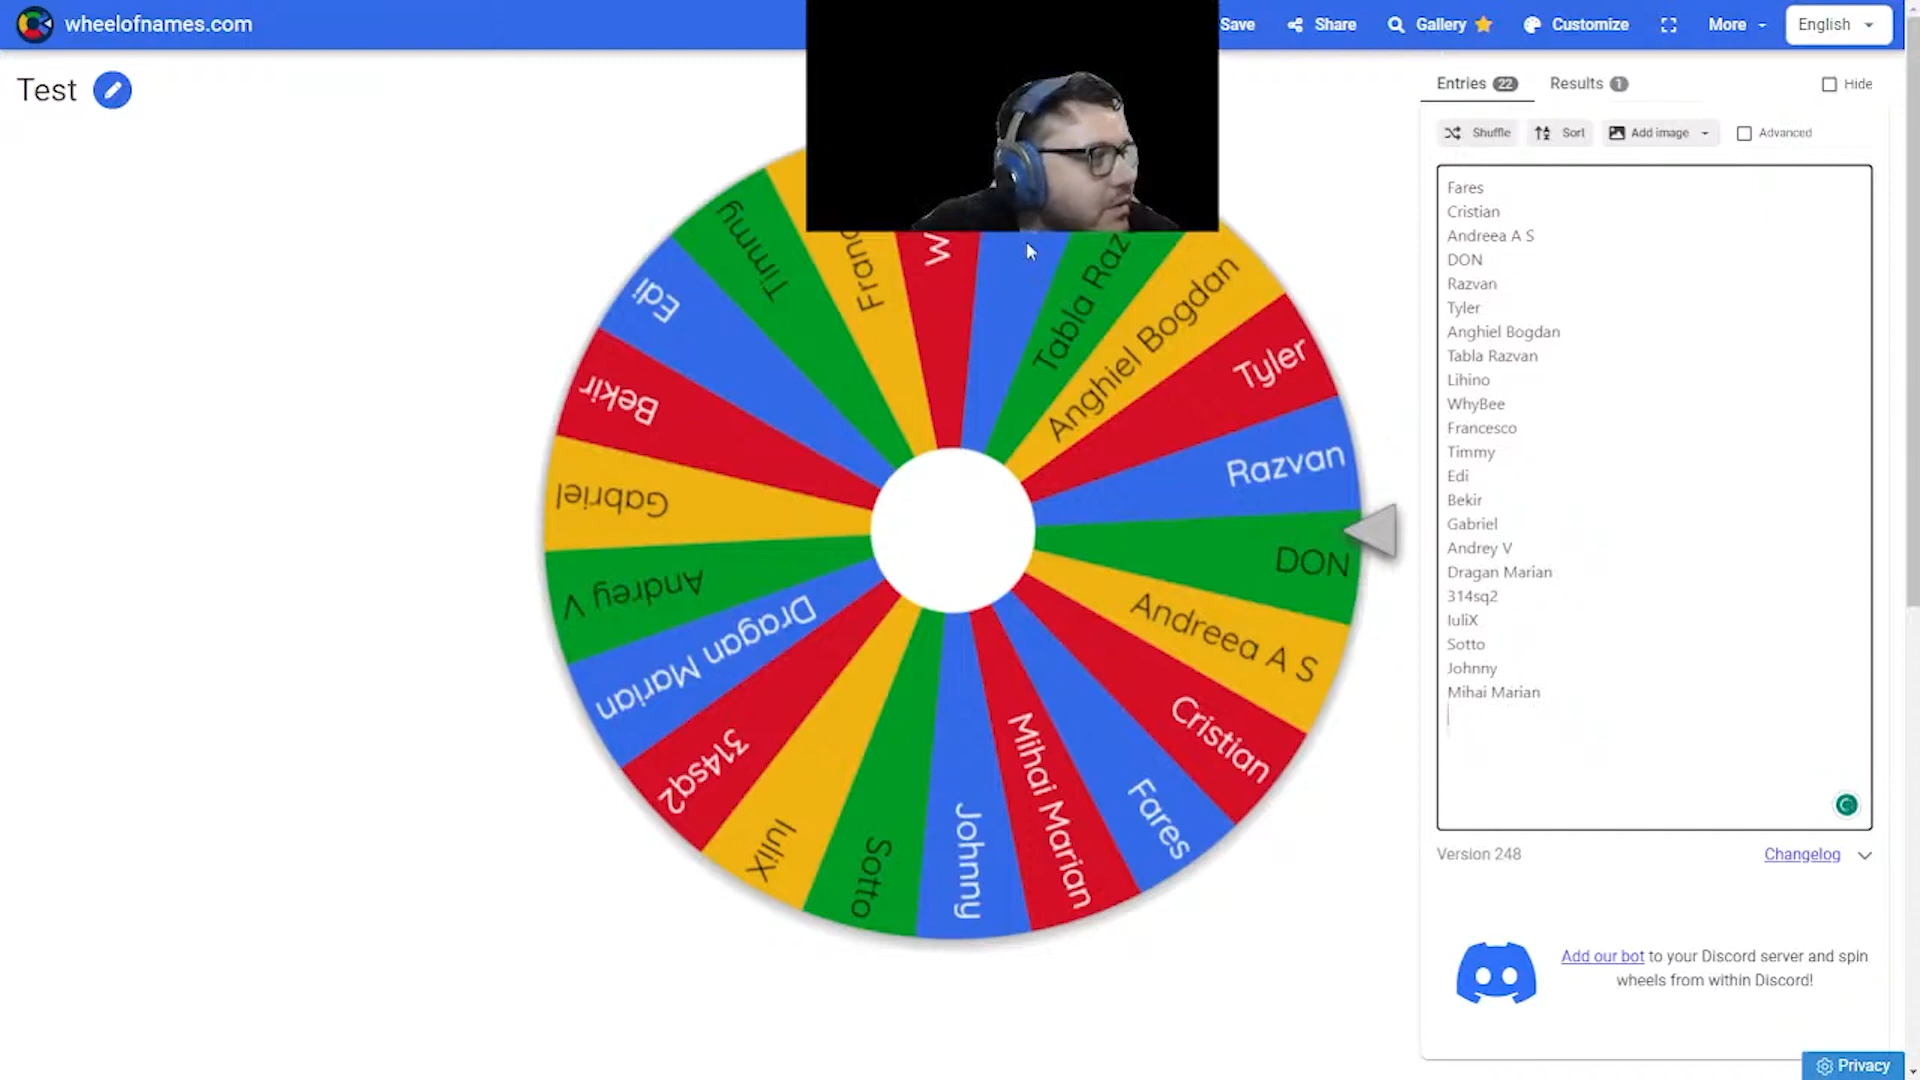 wheelofnames.com
Save
Share
Gallery
Customize
More
English
Test
Entries 22
Results 1
Hide
Shuffle
Sort
Add image
Advanced
Fares
Cristian
Andreea A S
DON
Razvan
Tyler
Anghiel Bogdan
Tabla Razvan
Lihino
WhyBee
Francesco
Timmy
Edi
Bekir
Gabriel
Andrey V
Dragan Marian
314sq2
IuliX
Sotto
Johnny
Mihai Marian
Version 248
Changelog
Add our bot to your Discord server and spin
wheels from within Discord!
Privacy
Timmy
Franc
W
Tabla Raz
Anghiel Bogdan
Tyler
Razvan
DON
Andreea A S
Cristian
Fares
Mihai Marian
Johnny
Sotto
IuliX
314sq2
Dragan Marian
Andrey V
Gabriel
Bekir
Edi